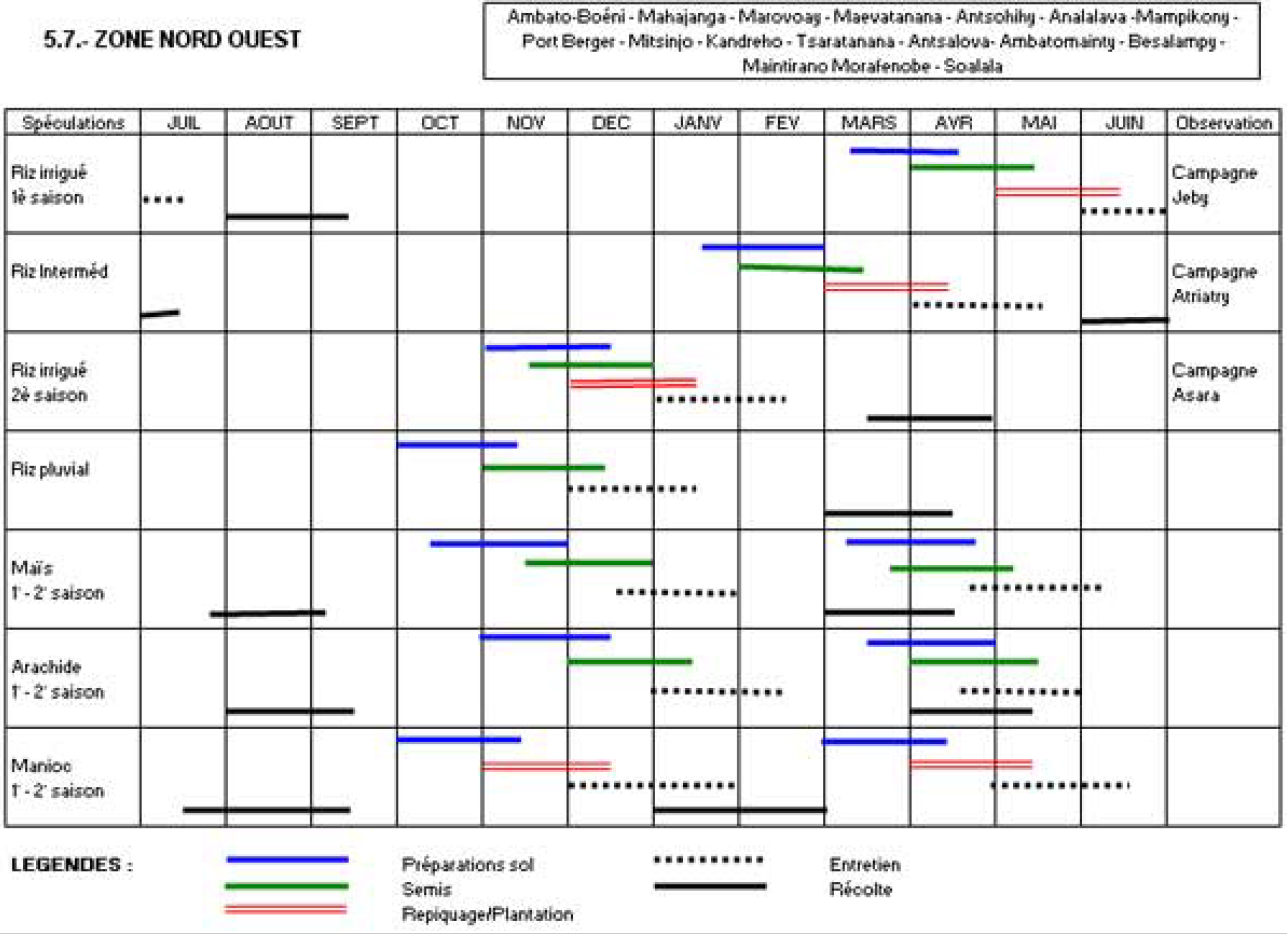 5.7.- ZONE NORD OUEST
Ambato-Boéni - Mahajanga - Marovoay - Maevatanana - Antsohihy - Analalava -Mampikony -
Port Berger - Mitsinjo - Kandreho - Tsaratanana - Antsalova- Ambatomainty - Besalampy -
Maintirano Morafenobe - Soalala
Spéculations JUIL AOUT SEPT OCT NOV DEC JANV FEV MARS AVR MAI JUIN Observation
Riz irrigué
1è saison
Campagne
Jeby
Riz Interméd
Campagne
Atriatry
Riz irrigué
2è saison
Campagne
Asara
Riz pluvial
Maïs
1' - 2' saison
Arachide
1' - 2' saison
Manioc
1' - 2' saison
LEGENDES :
Préparations sol
Entretien
Semis
Récolte
Repiquage/Plantation